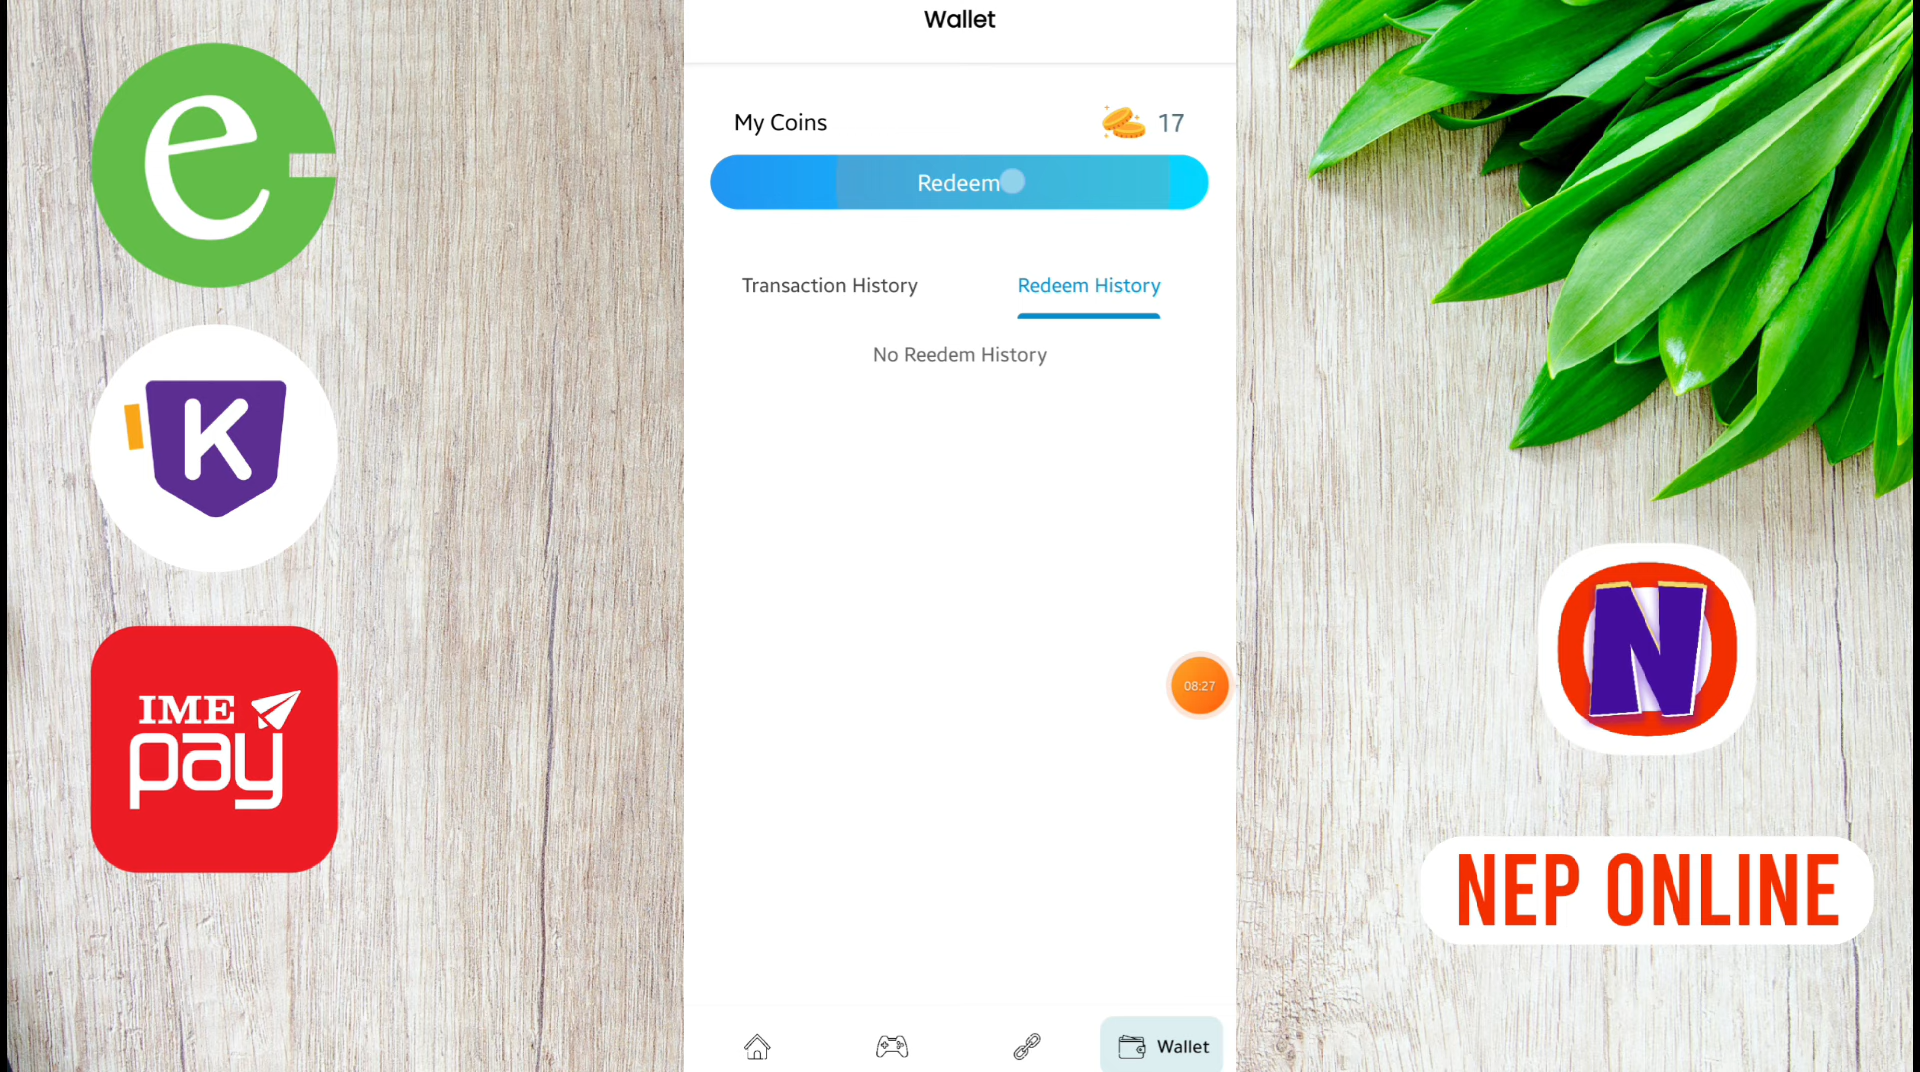 Wallet
My Coins 17
Redeem
Transaction History Redeem History
No Reedem History
08:27
Wallet
e
K
IME
pay
N
NEP ONLINE